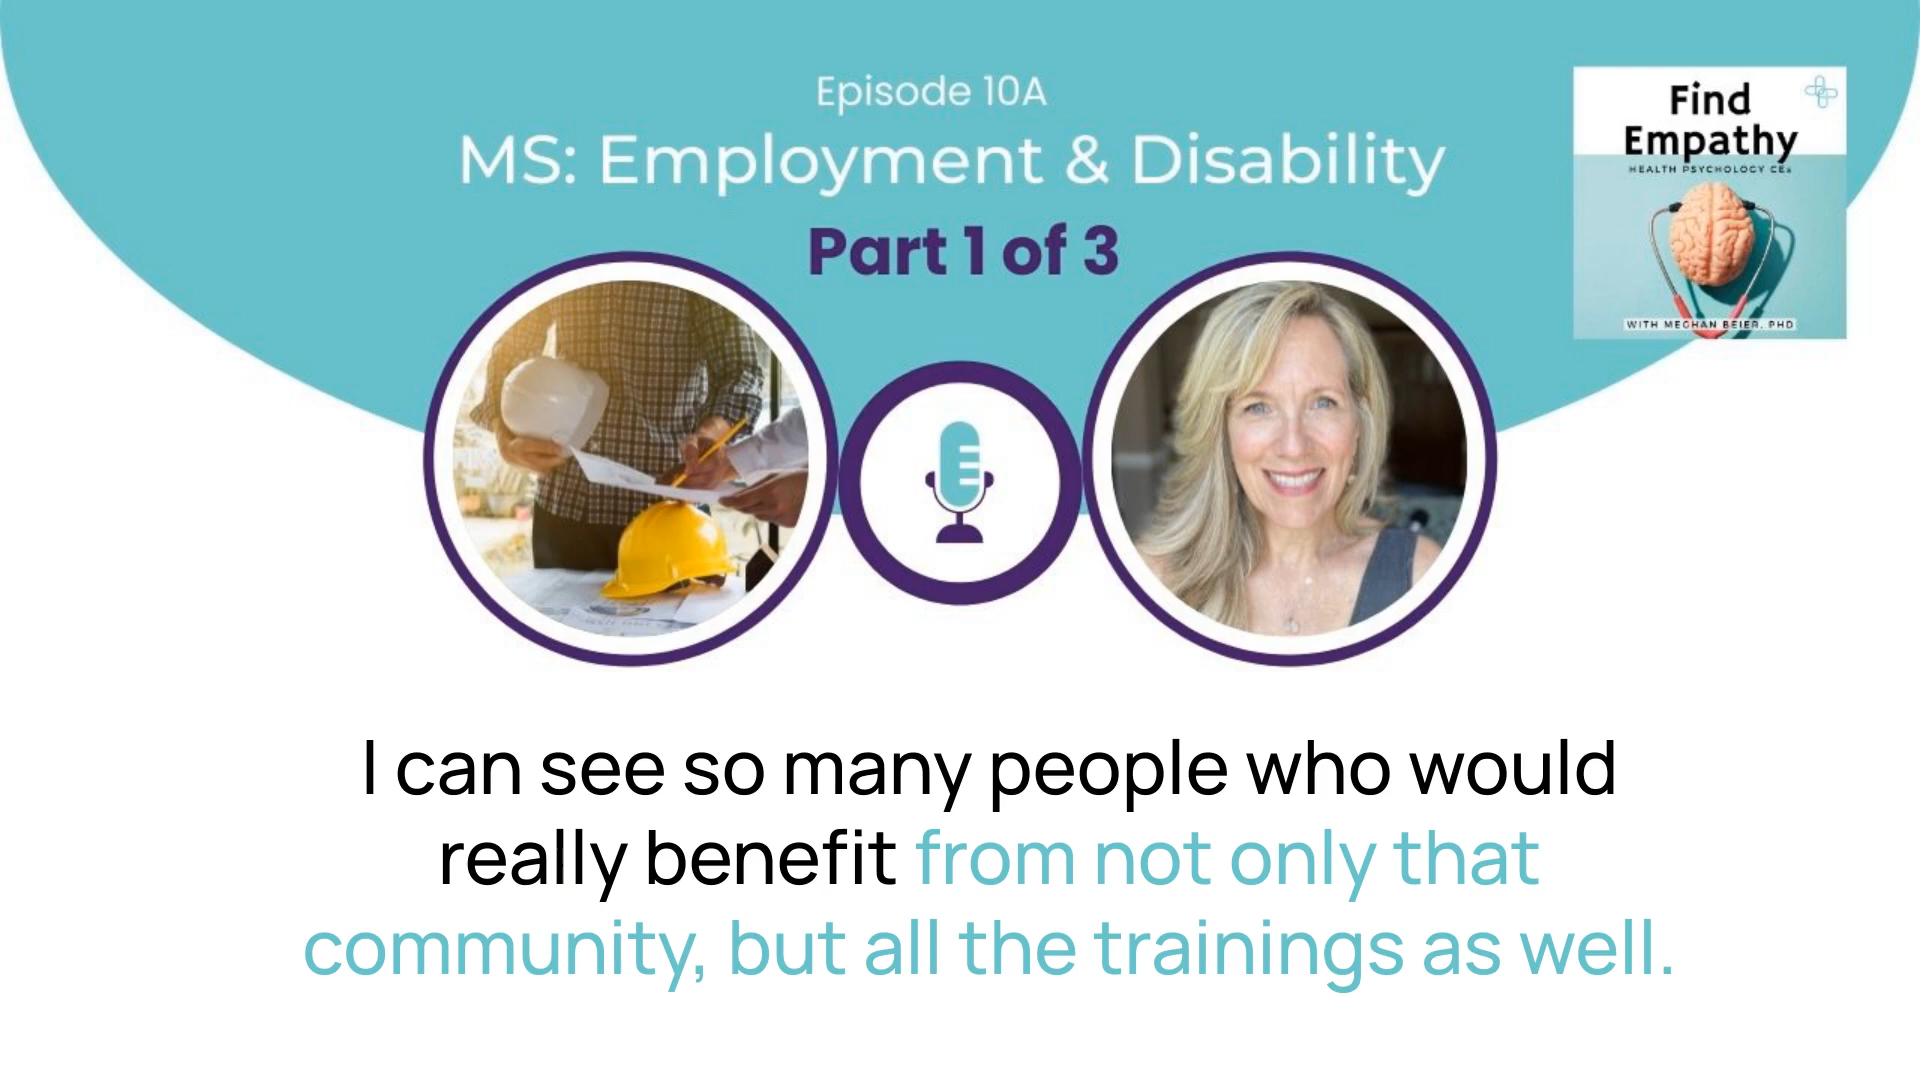 Episode 10A
MS: Employment & Disability
Part 1 of 3
Find
Empathy
HEALTH PSYCHOLOGY CEs
WITH MEGHAN BEIER, PHD
I can see so many people who would
really benefit from not only that
community, but all the trainings as well.